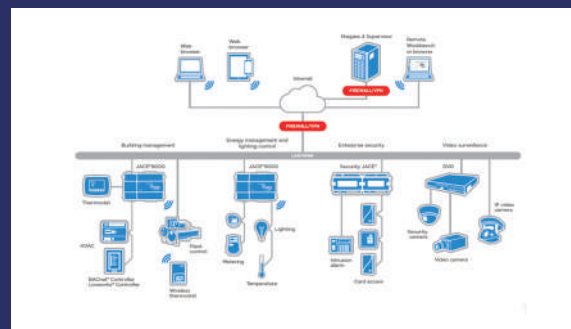 Web
browser
Web
browser
Niagara 4 Supervisor
Remote
Workbench
or browser
Internet
FIREWALL/VPN
FIREWALL/VPN
Building management
Energy management and
lighting control
Enterprise security
Video surveillance
LAN/WAN
JACE®8000
JACE®8000
Security JACE®
DVR
Thermostat
HVAC
Plant
control
BACnet® Controller
Lonworks® Controller
Wireless
thermostat
Metering
Lighting
Temperature
Intrusion
alarm
Card access
Security
camera
Video camera
IP video
camera